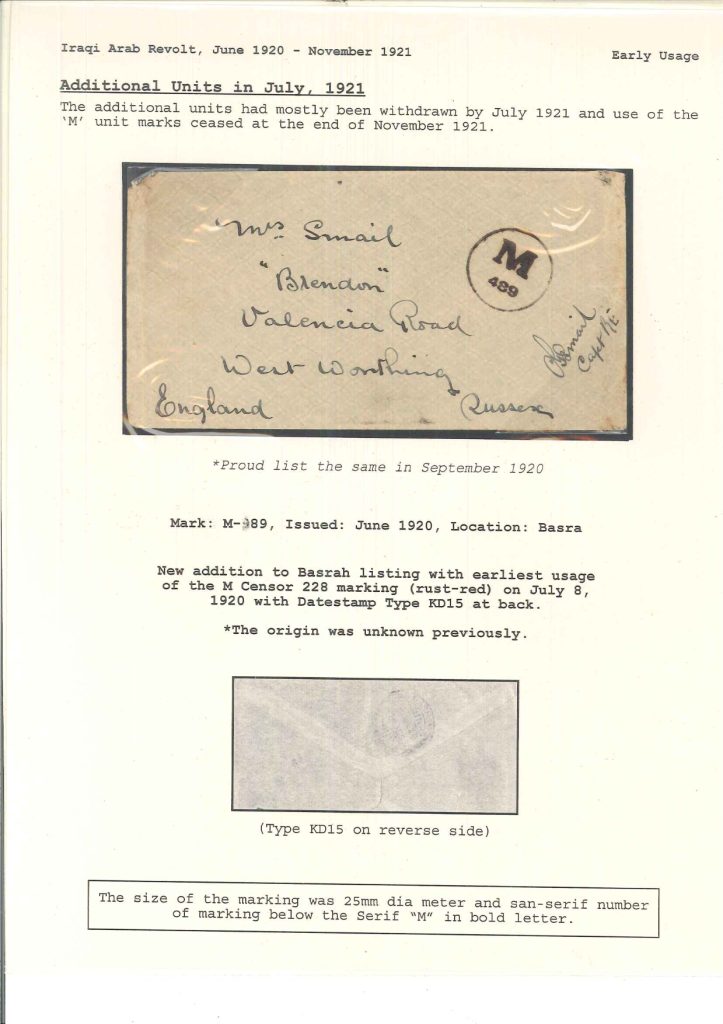 Iraqi Arab Revolt, June 1920 - November 1921
Early Usage
Additional Units in July, 1921
The additional units had mostly been withdrawn by July 1921 and use of the
‘M’ unit marks ceased at the end of November 1921.
Mrs. Smail
"Brendon"
Valencia Road
West Worthing
England
Sussex
M
489
Smail
Capt RE
*Proud list the same in September 1920
Mark: M-489, Issued: June 1920, Location: Basra
New addition to Basrah listing with earliest usage
of the M Censor 228 marking (rust-red) on July 8,
1920 with Datestamp Type KD15 at back.
*The origin was unknown previously.
(Type KD15 on reverse side)
The size of the marking was 25mm dia meter and san-serif number
of marking below the Serif “M” in bold letter.